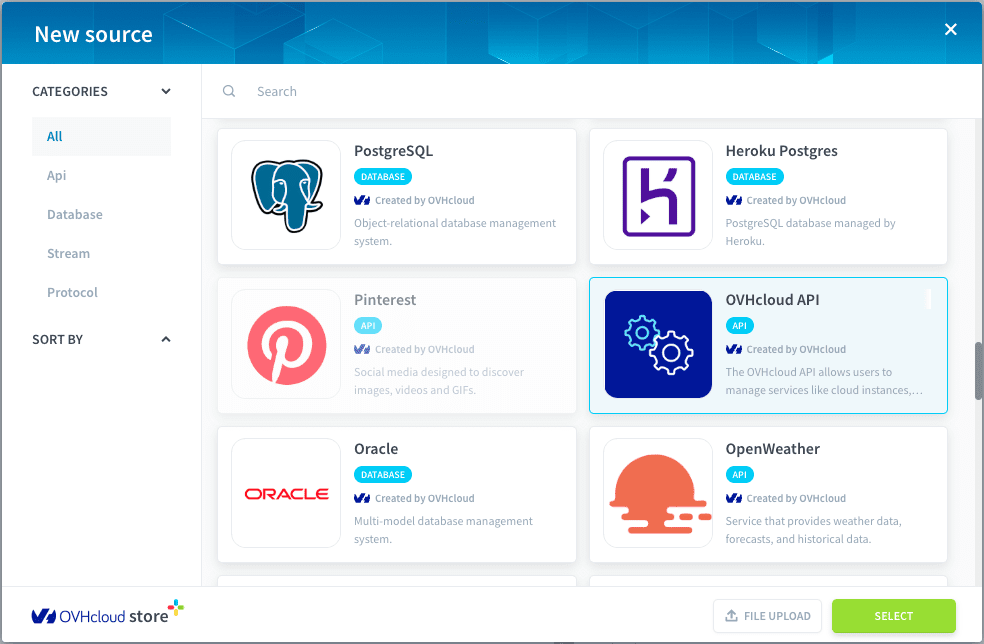 New source
CATEGORIES
All
Api
Database
Stream
Protocol
SORT BY
Search
PostgreSQL
DATABASE
Created by OVHcloud
Object-relational database management
system.
Heroku Postgres
DATABASE
Created by OVHcloud
PostgreSQL database managed by
Heroku.
Pinterest
API
Created by OVHcloud
Social media designed to discover
images, videos and GIFs.
OVHcloud API
API
Created by OVHcloud
The OVHcloud API allows users to
manage services like cloud instances,...
ORACLE
Oracle
DATABASE
Created by OVHcloud
Multi-model database management
system.
OpenWeather
API
Created by OVHcloud
Service that provides weather data,
forecasts, and historical data.
OVHcloud store
FILE UPLOAD
SELECT